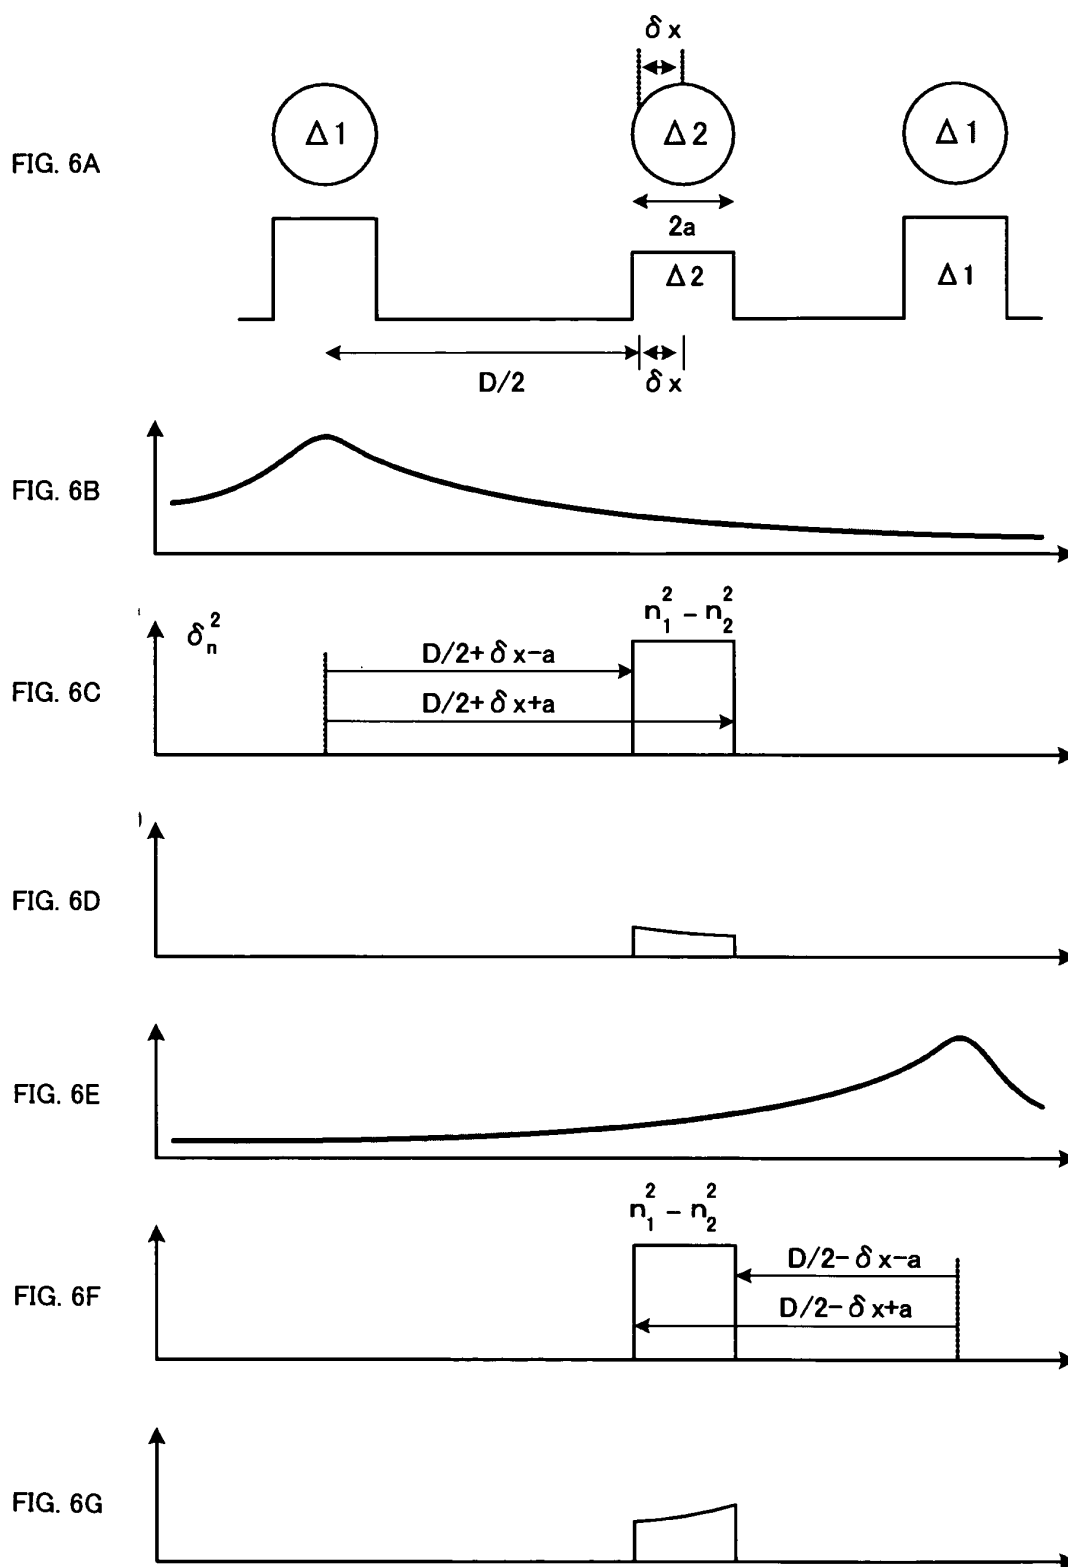 δx
FIG. 6A
Δ1 Δ2 Δ1
2a
Δ2 Δ1
D/2 δx
FIG. 6B
FIG. 6C
δₙ²
n₁² − n₂²
D/2+δx−a
D/2+δx+a
FIG. 6D
FIG. 6E
FIG. 6F
n₁² − n₂²
D/2−δx−a
D/2−δx+a
FIG. 6G